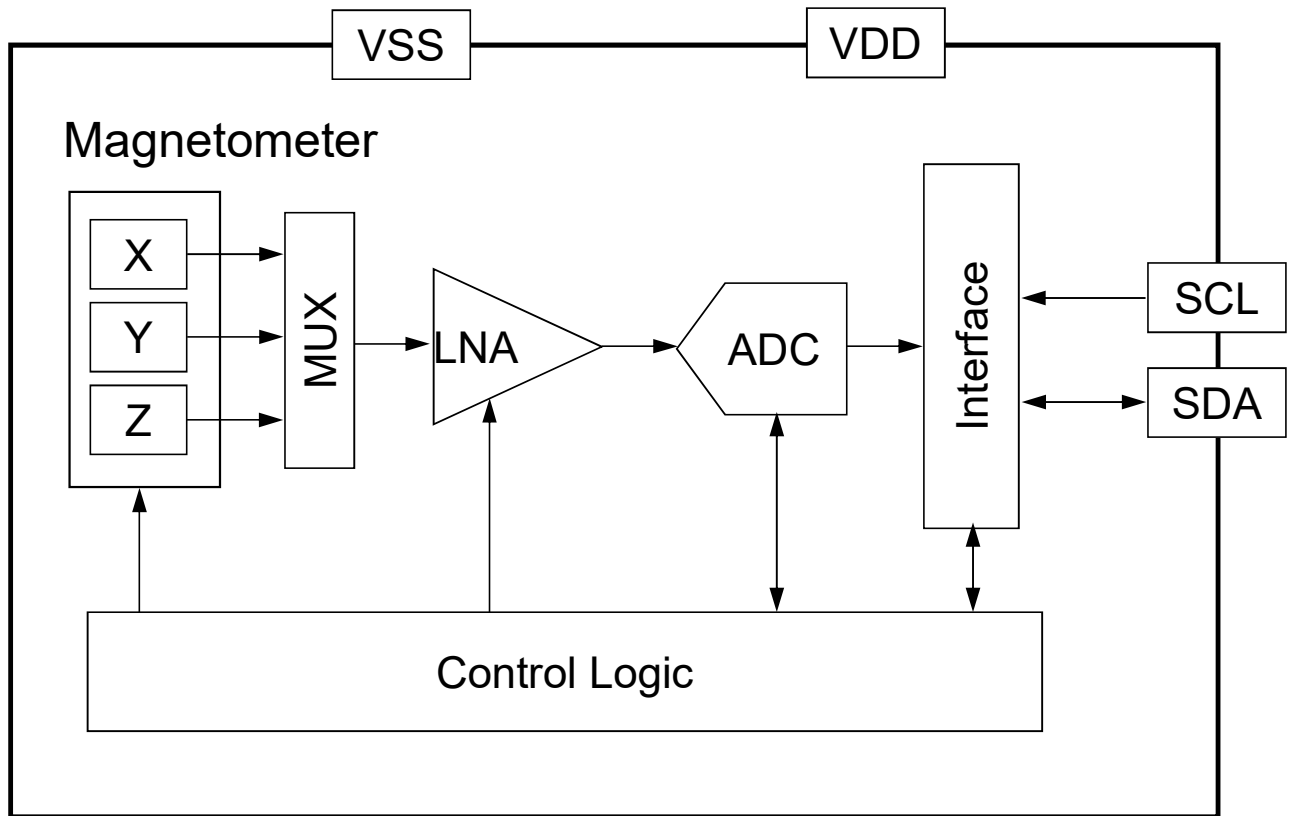 VSS
VDD
Magnetometer
X
Y
Z
MUX
LNA
ADC
Interface
SCL
SDA
Control Logic